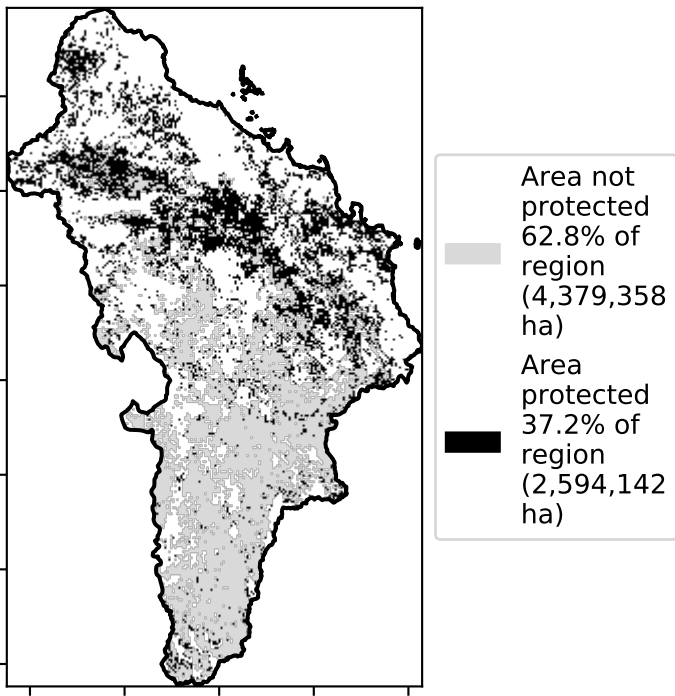 Area not
protected
62.8% of
region
(4,379,358
ha)
Area
protected
37.2% of
region
(2,594,142
ha)